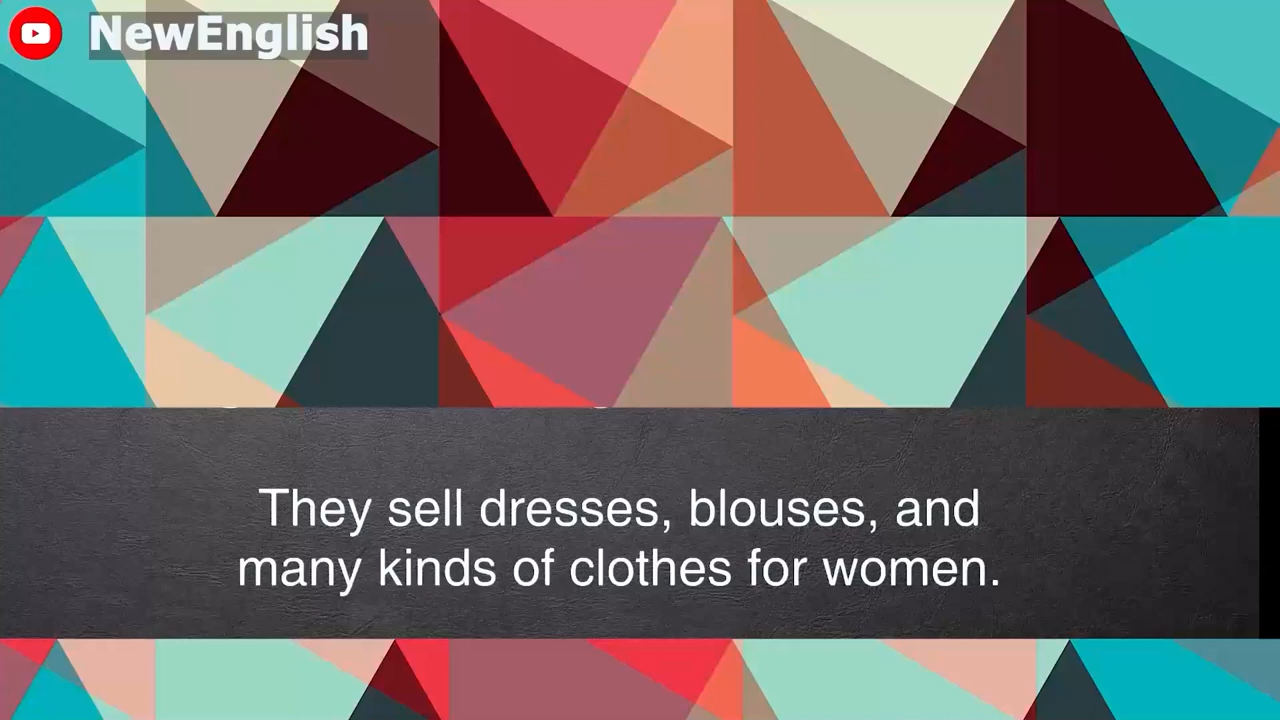 NewEnglish
They sell dresses, blouses, and
many kinds of clothes for women.